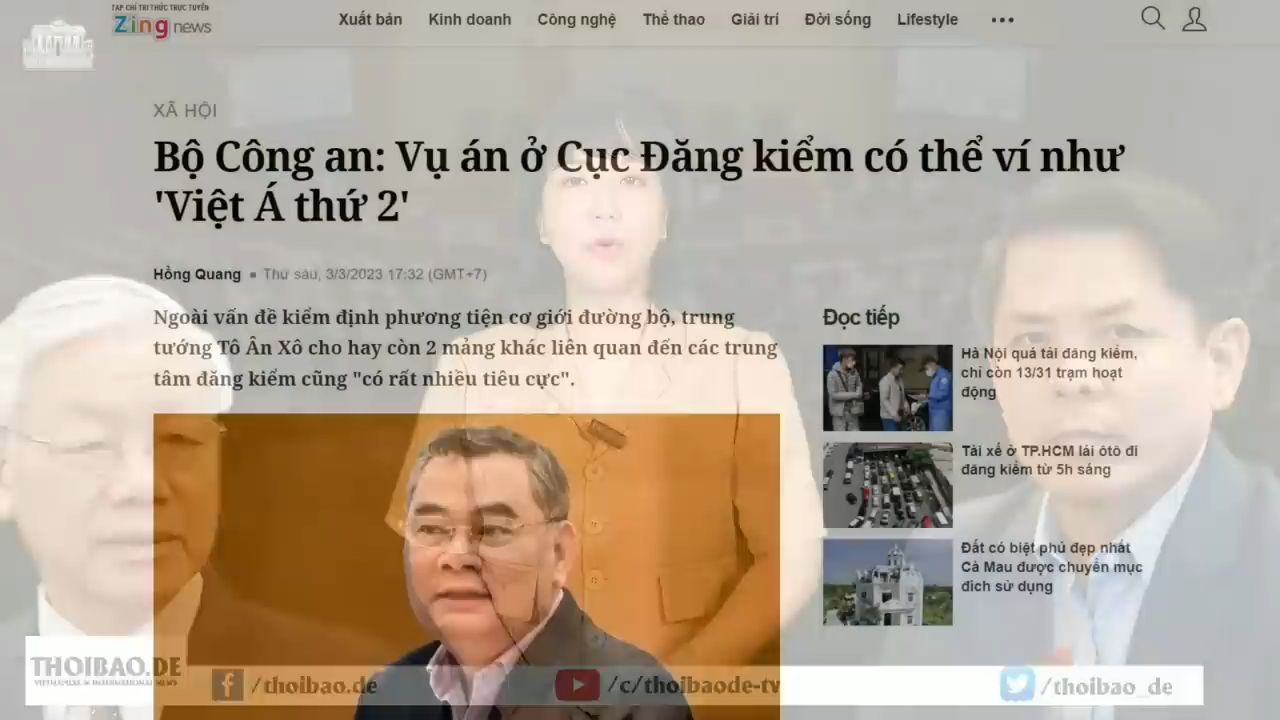 TẠP CHÍ TRI THỨC TRỰC TUYẾN
Zing news
Xuất bản Kinh doanh Công nghệ Thể thao Giải trí Đời sống Lifestyle •••
XÃ HỘI
Bộ Công an: Vụ án ở Cục Đăng kiểm có thể ví như
'Việt Á thứ 2'
Hồng Quang ▪ Thứ sáu, 3/3/2023 17:32 (GMT+7)
Ngoài vấn đề kiểm định phương tiện cơ giới đường bộ, trung
tướng Tô Ân Xô cho hay còn 2 mảng khác liên quan đến các trung
tâm đăng kiểm cũng "có rất nhiều tiêu cực".
Đọc tiếp
Hà Nội quá tải đăng kiểm,
chỉ còn 13/31 trạm hoạt
động
Tài xế ở TP.HCM lái ôtô đi
đăng kiểm từ 5h sáng
Đất có biệt phủ đẹp nhất
Cà Mau được chuyển mục
đích sử dụng
THOIBAO.DE
VIETNAMESE & INTERNATIONAL NEWS
/thoibao.de
/c/thoibaode-tv
/thoibao_de